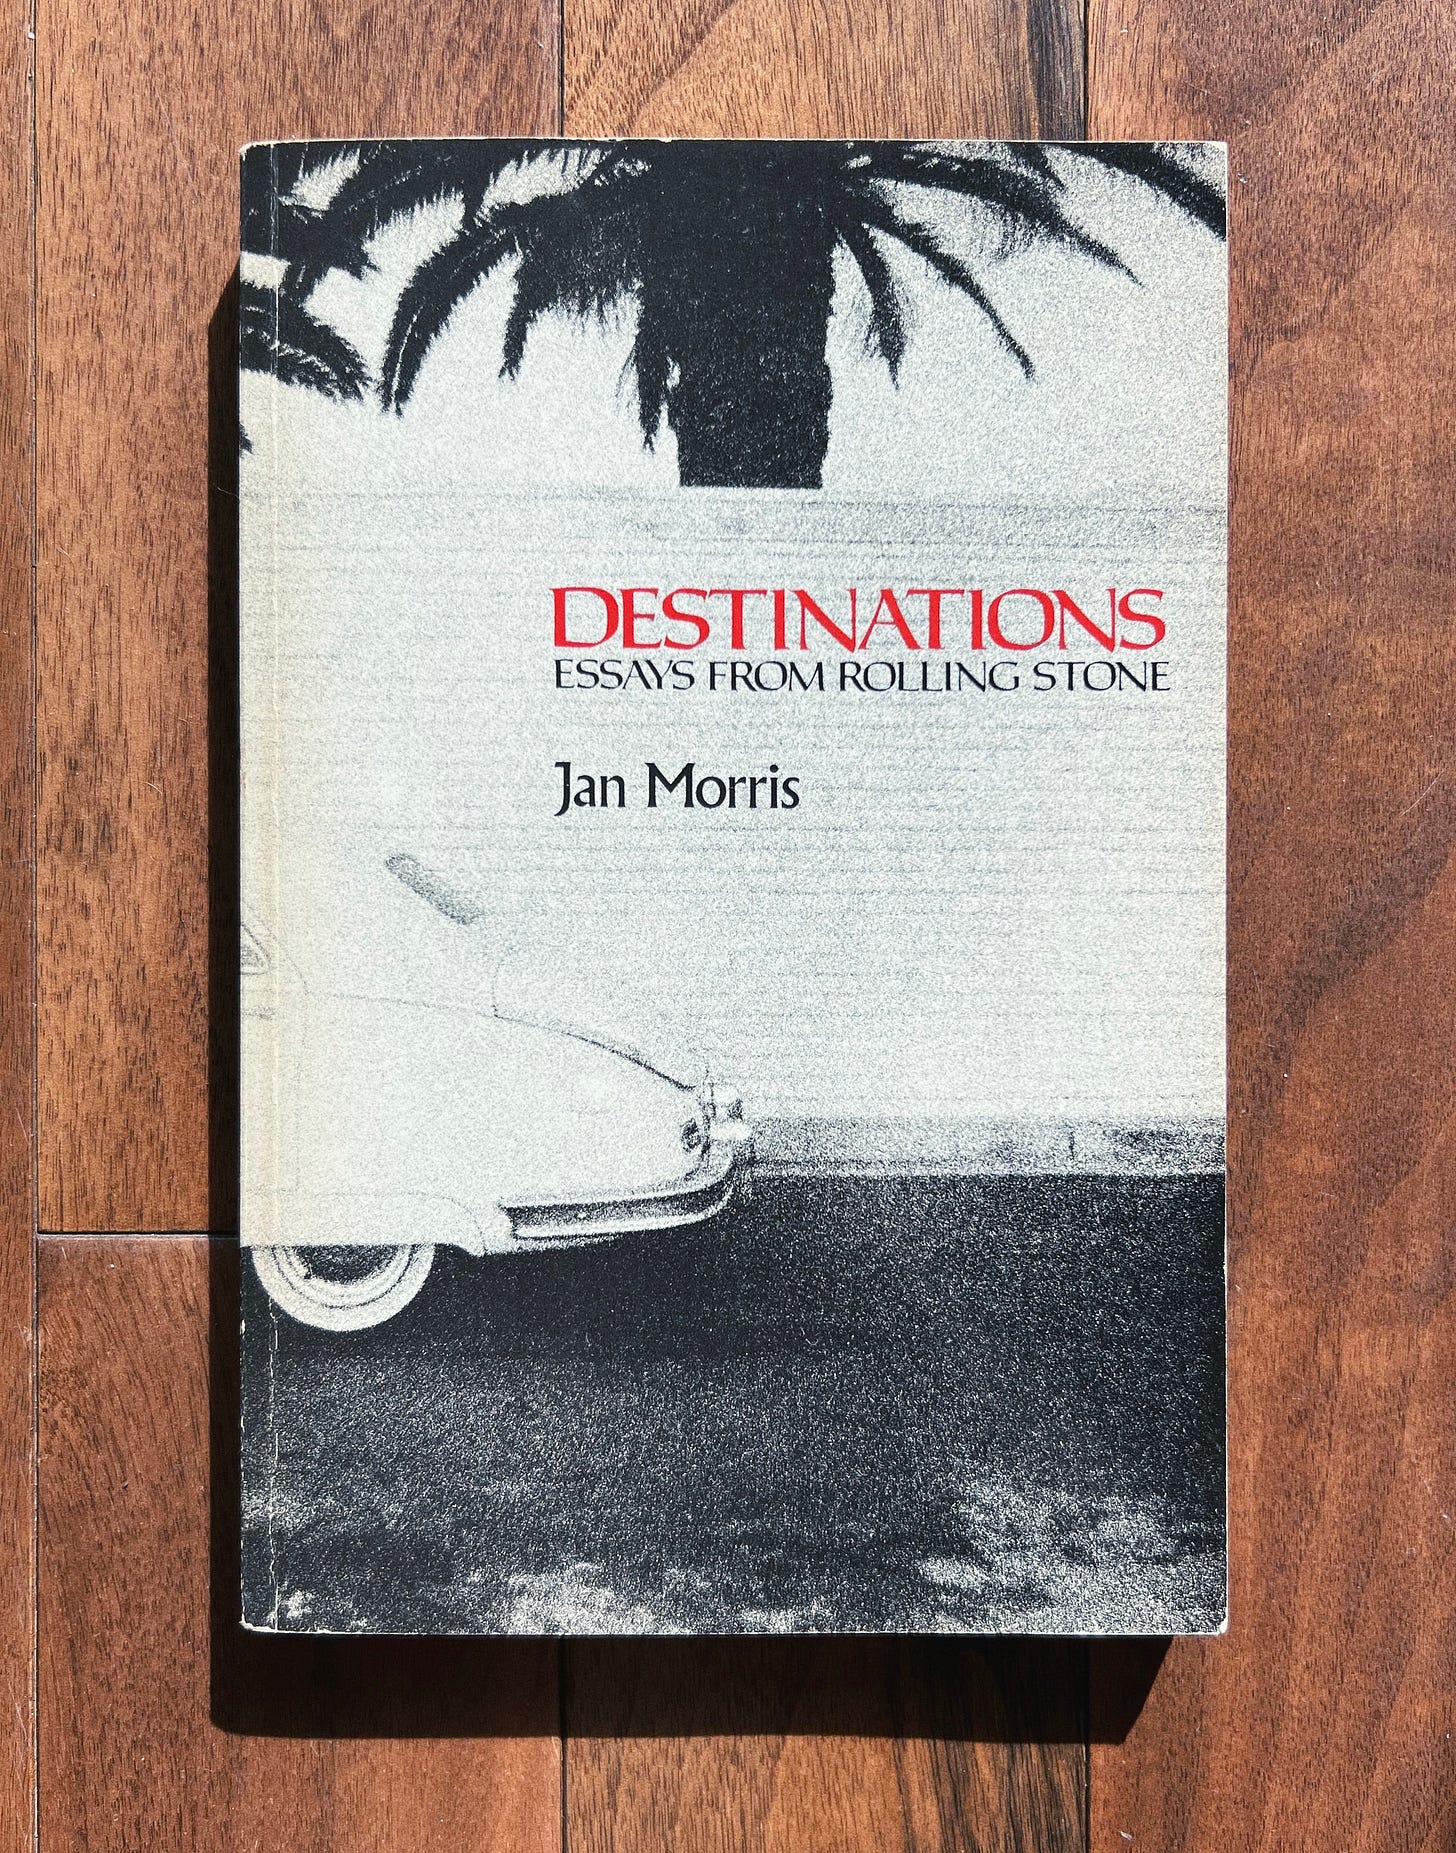 DESTINATIONS
ESSAYS FROM ROLLING STONE
Jan Morris